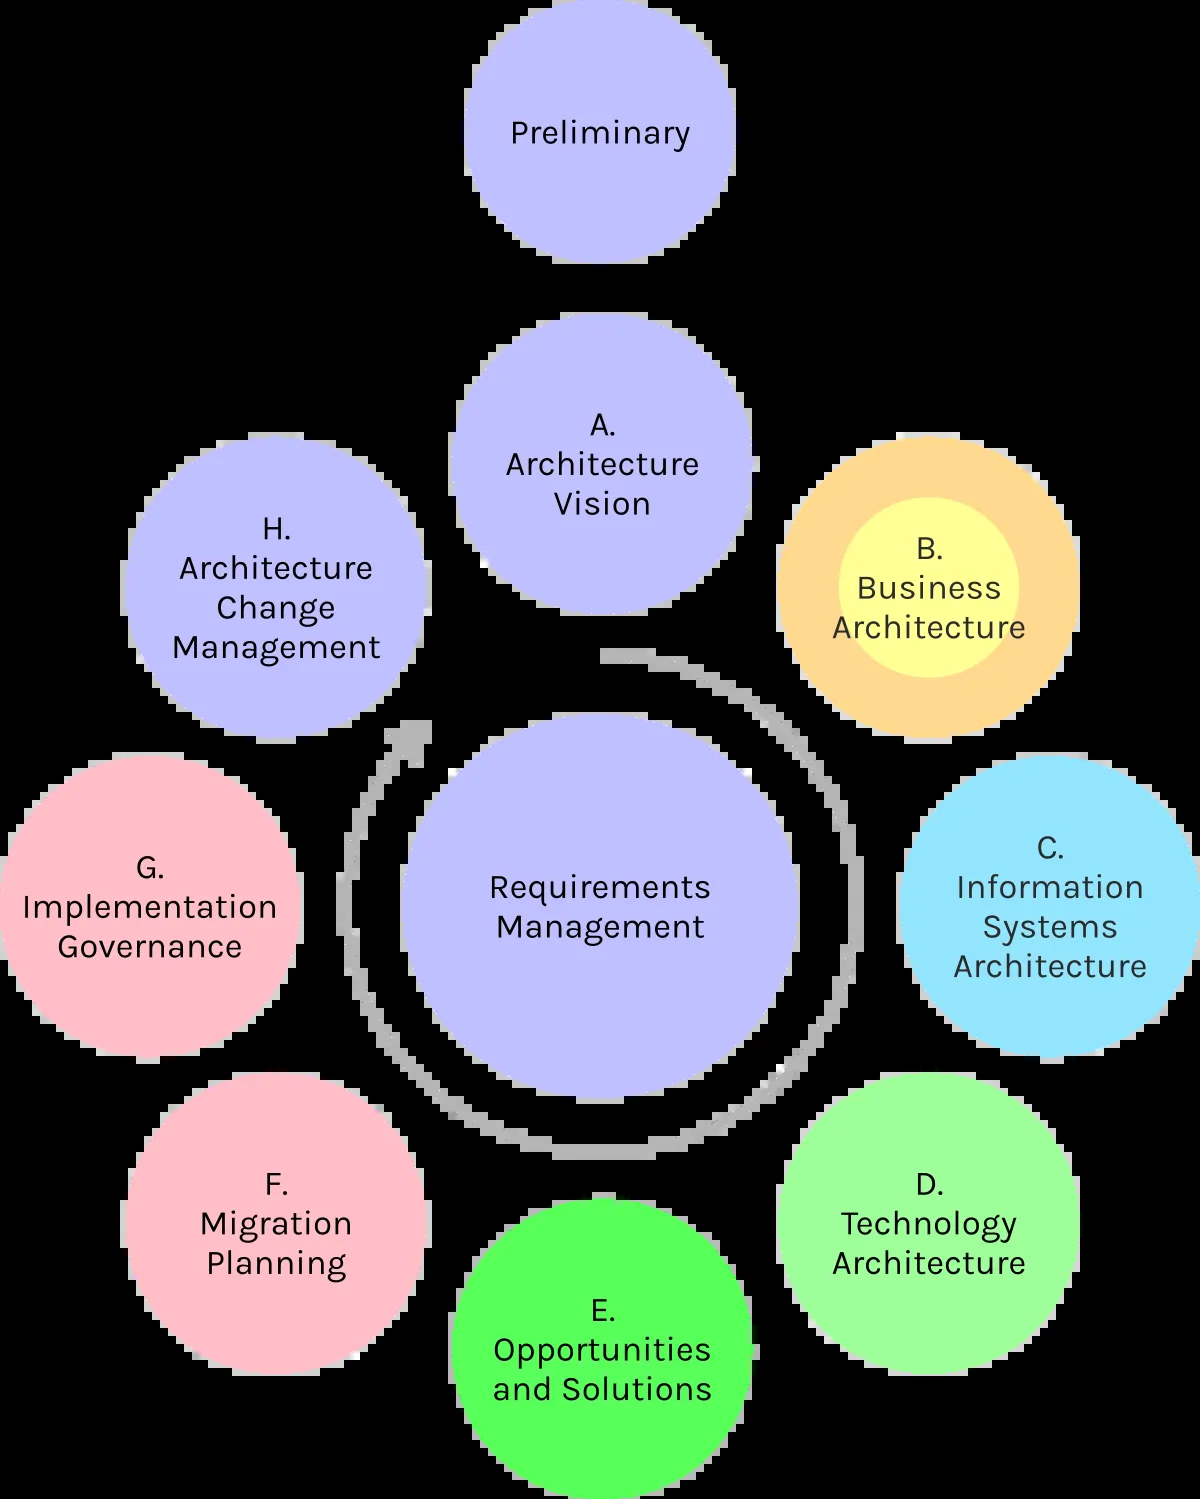 Preliminary
A.
Architecture
Vision
B.
Business
Architecture
C.
Information
Systems
Architecture
D.
Technology
Architecture
E.
Opportunities
and Solutions
F.
Migration
Planning
G.
Implementation
Governance
H.
Architecture
Change
Management
Requirements
Management